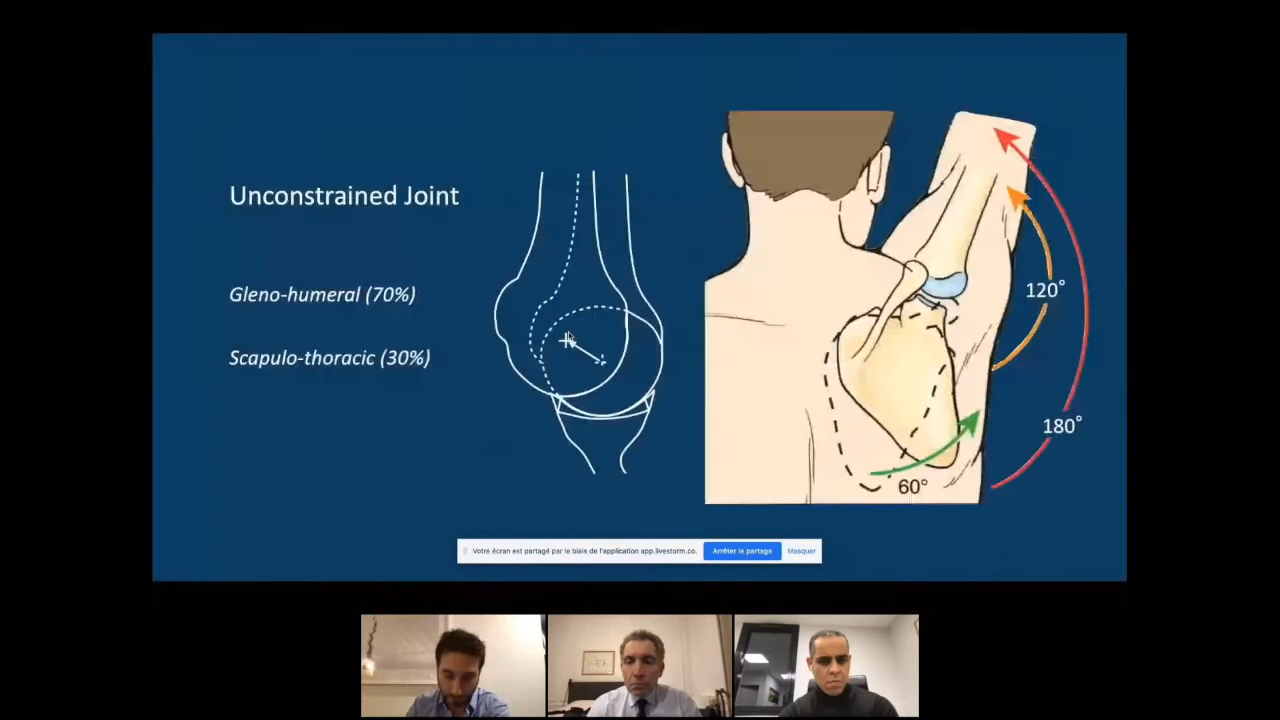 Unconstrained Joint
Gleno-humeral (70%)
Scapulo-thoracic (30%)
120°
180°
60°
Votre écran est partagé par le biais de l'application app.livestorm.co.
Arrêter le partage
Masquer